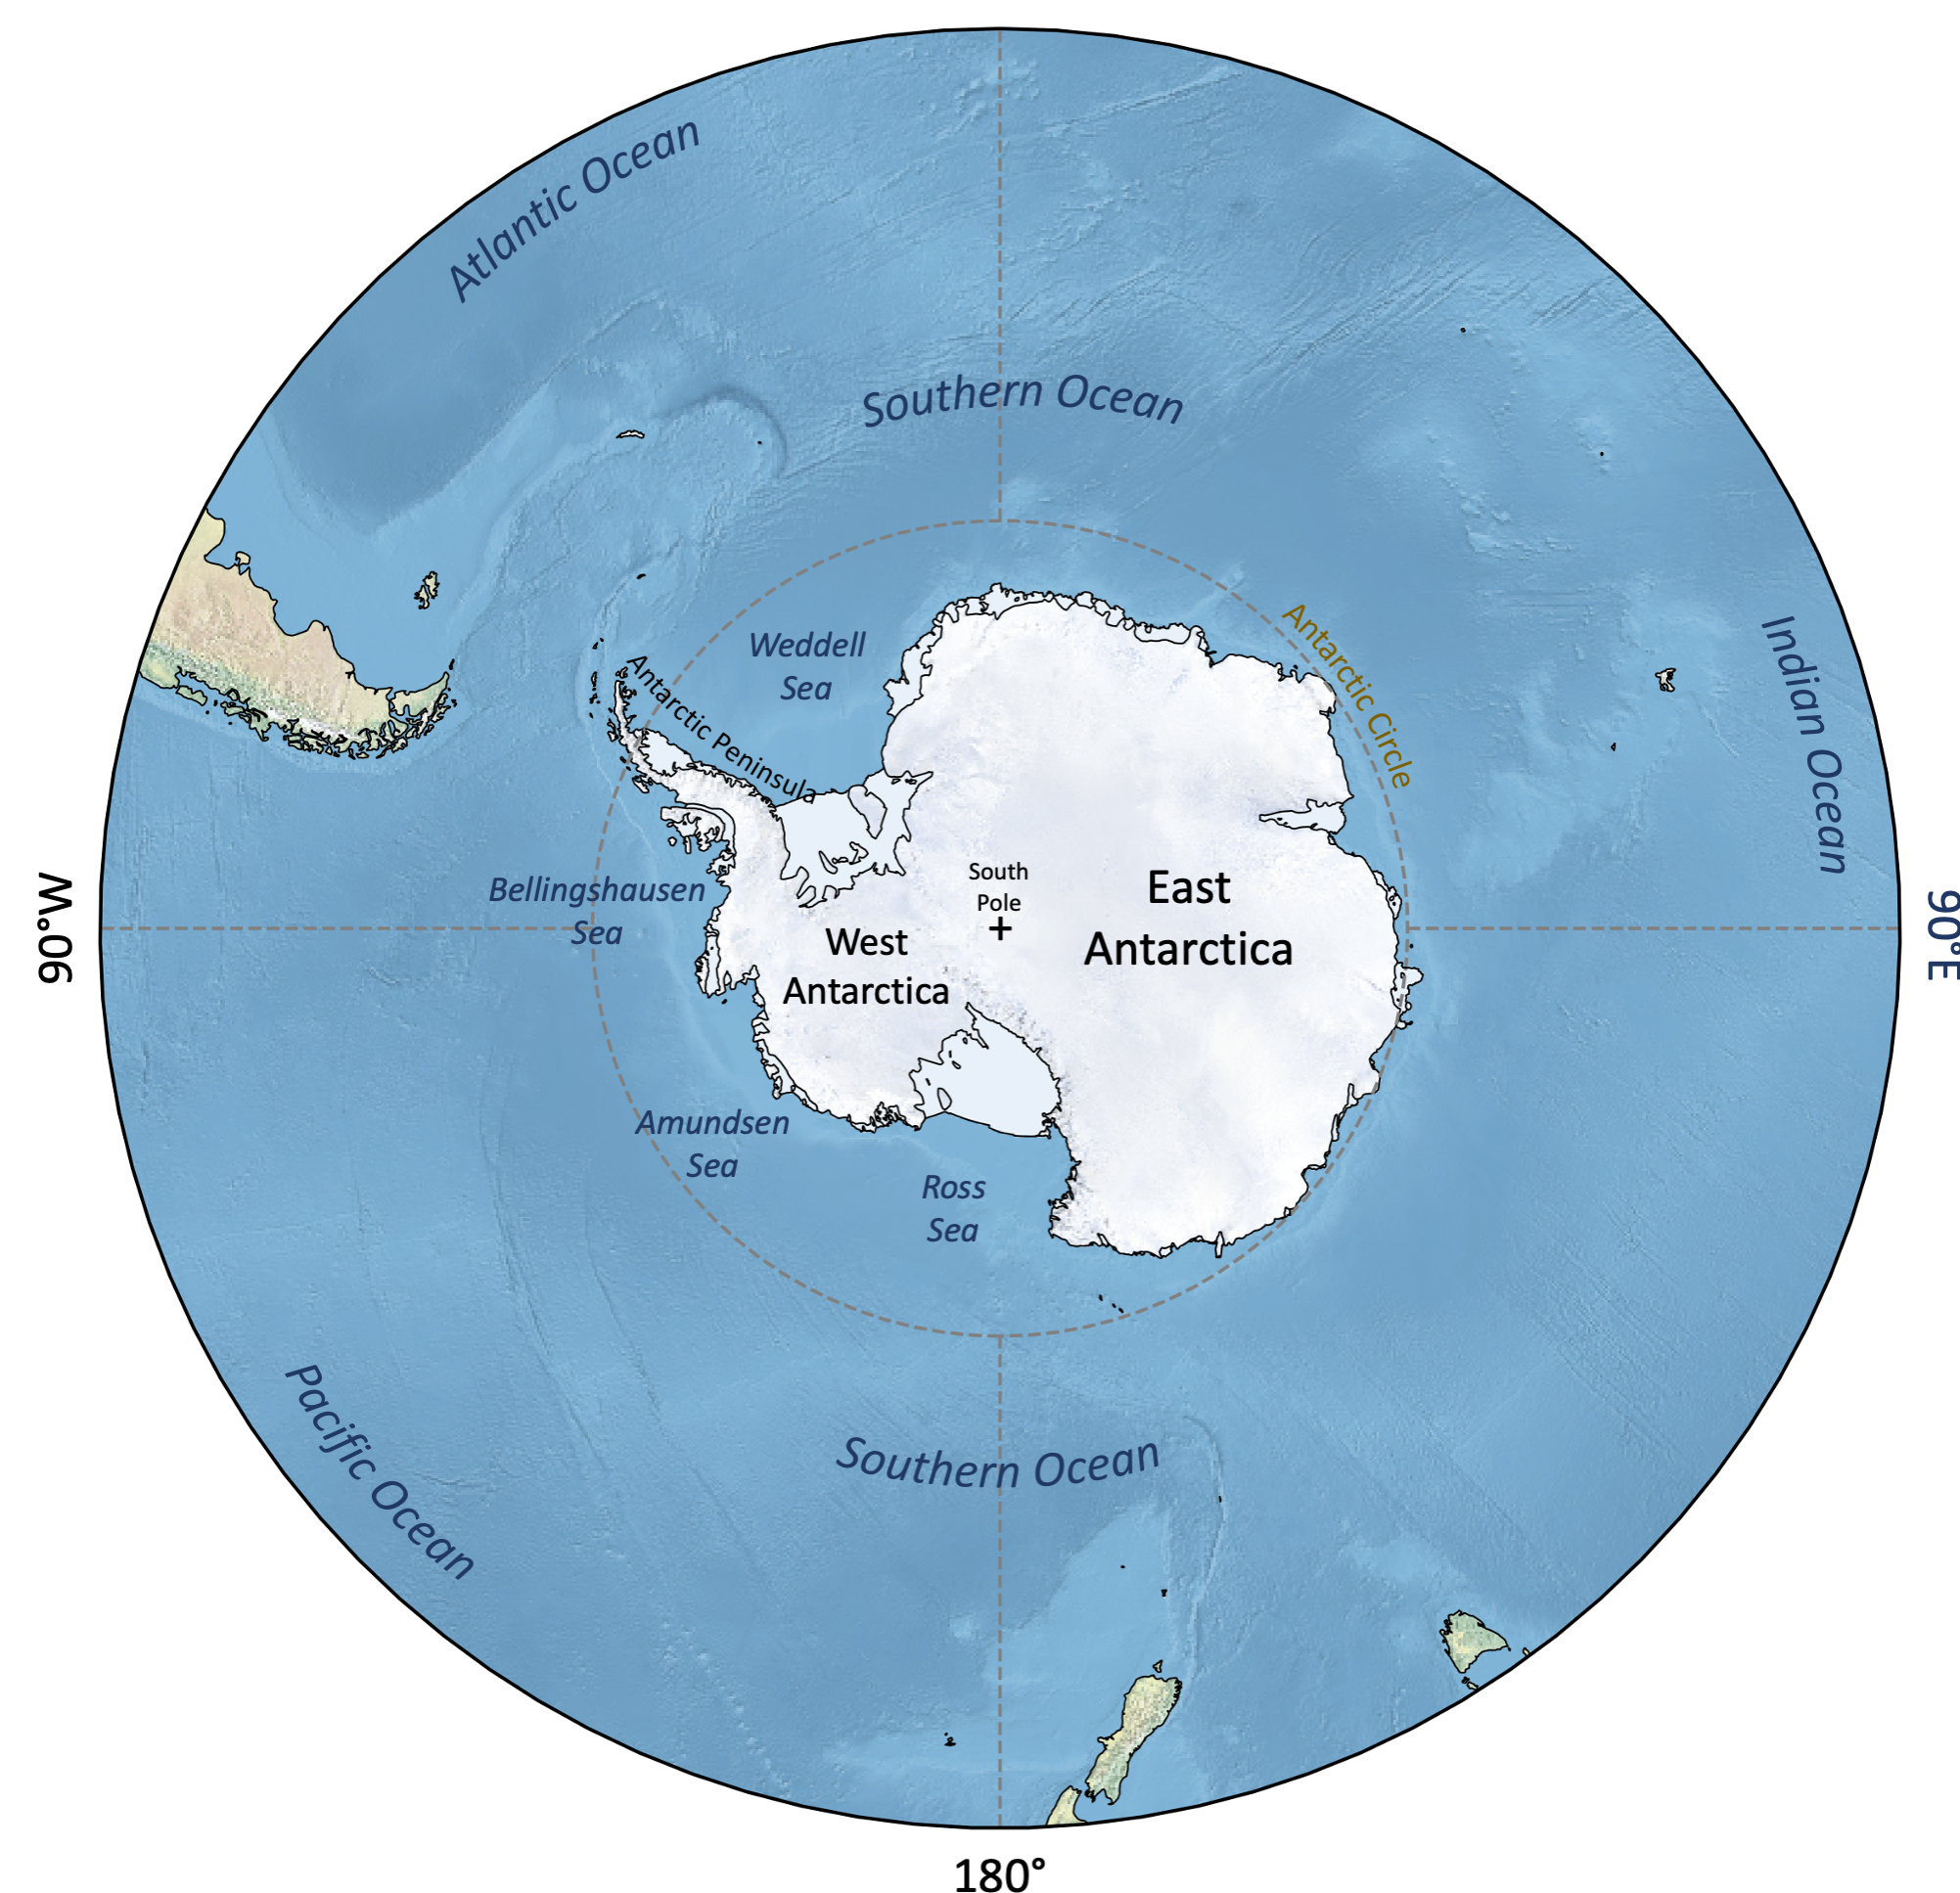 Atlantic Ocean
Southern Ocean
Indian Ocean
Antarctic Circle
Weddell
Sea
Antarctic Peninsula
Bellingshausen
Sea
90°W
South
Pole
East
Antarctica
90°E
West
Antarctica
Amundsen
Sea
Ross
Sea
Pacific Ocean
Southern Ocean
180°